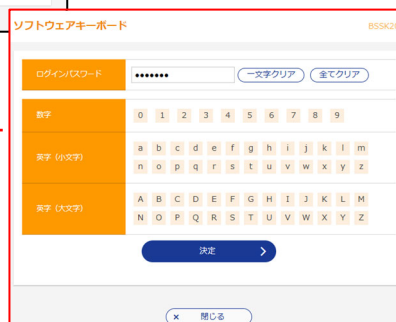 ソフトウェアキーボード
ログインパスワード ●●●●●●● 一文字クリア 全てクリア
数字 0 1 2 3 4 5 6 7 8 9
英字（小文字） a b c d e f g h i j k l m
n o p q r s t u v w x y z
英字（大文字） A B C D E F G H I J K L M
N O P Q R S T U V W X Y Z
決定
× 閉じる